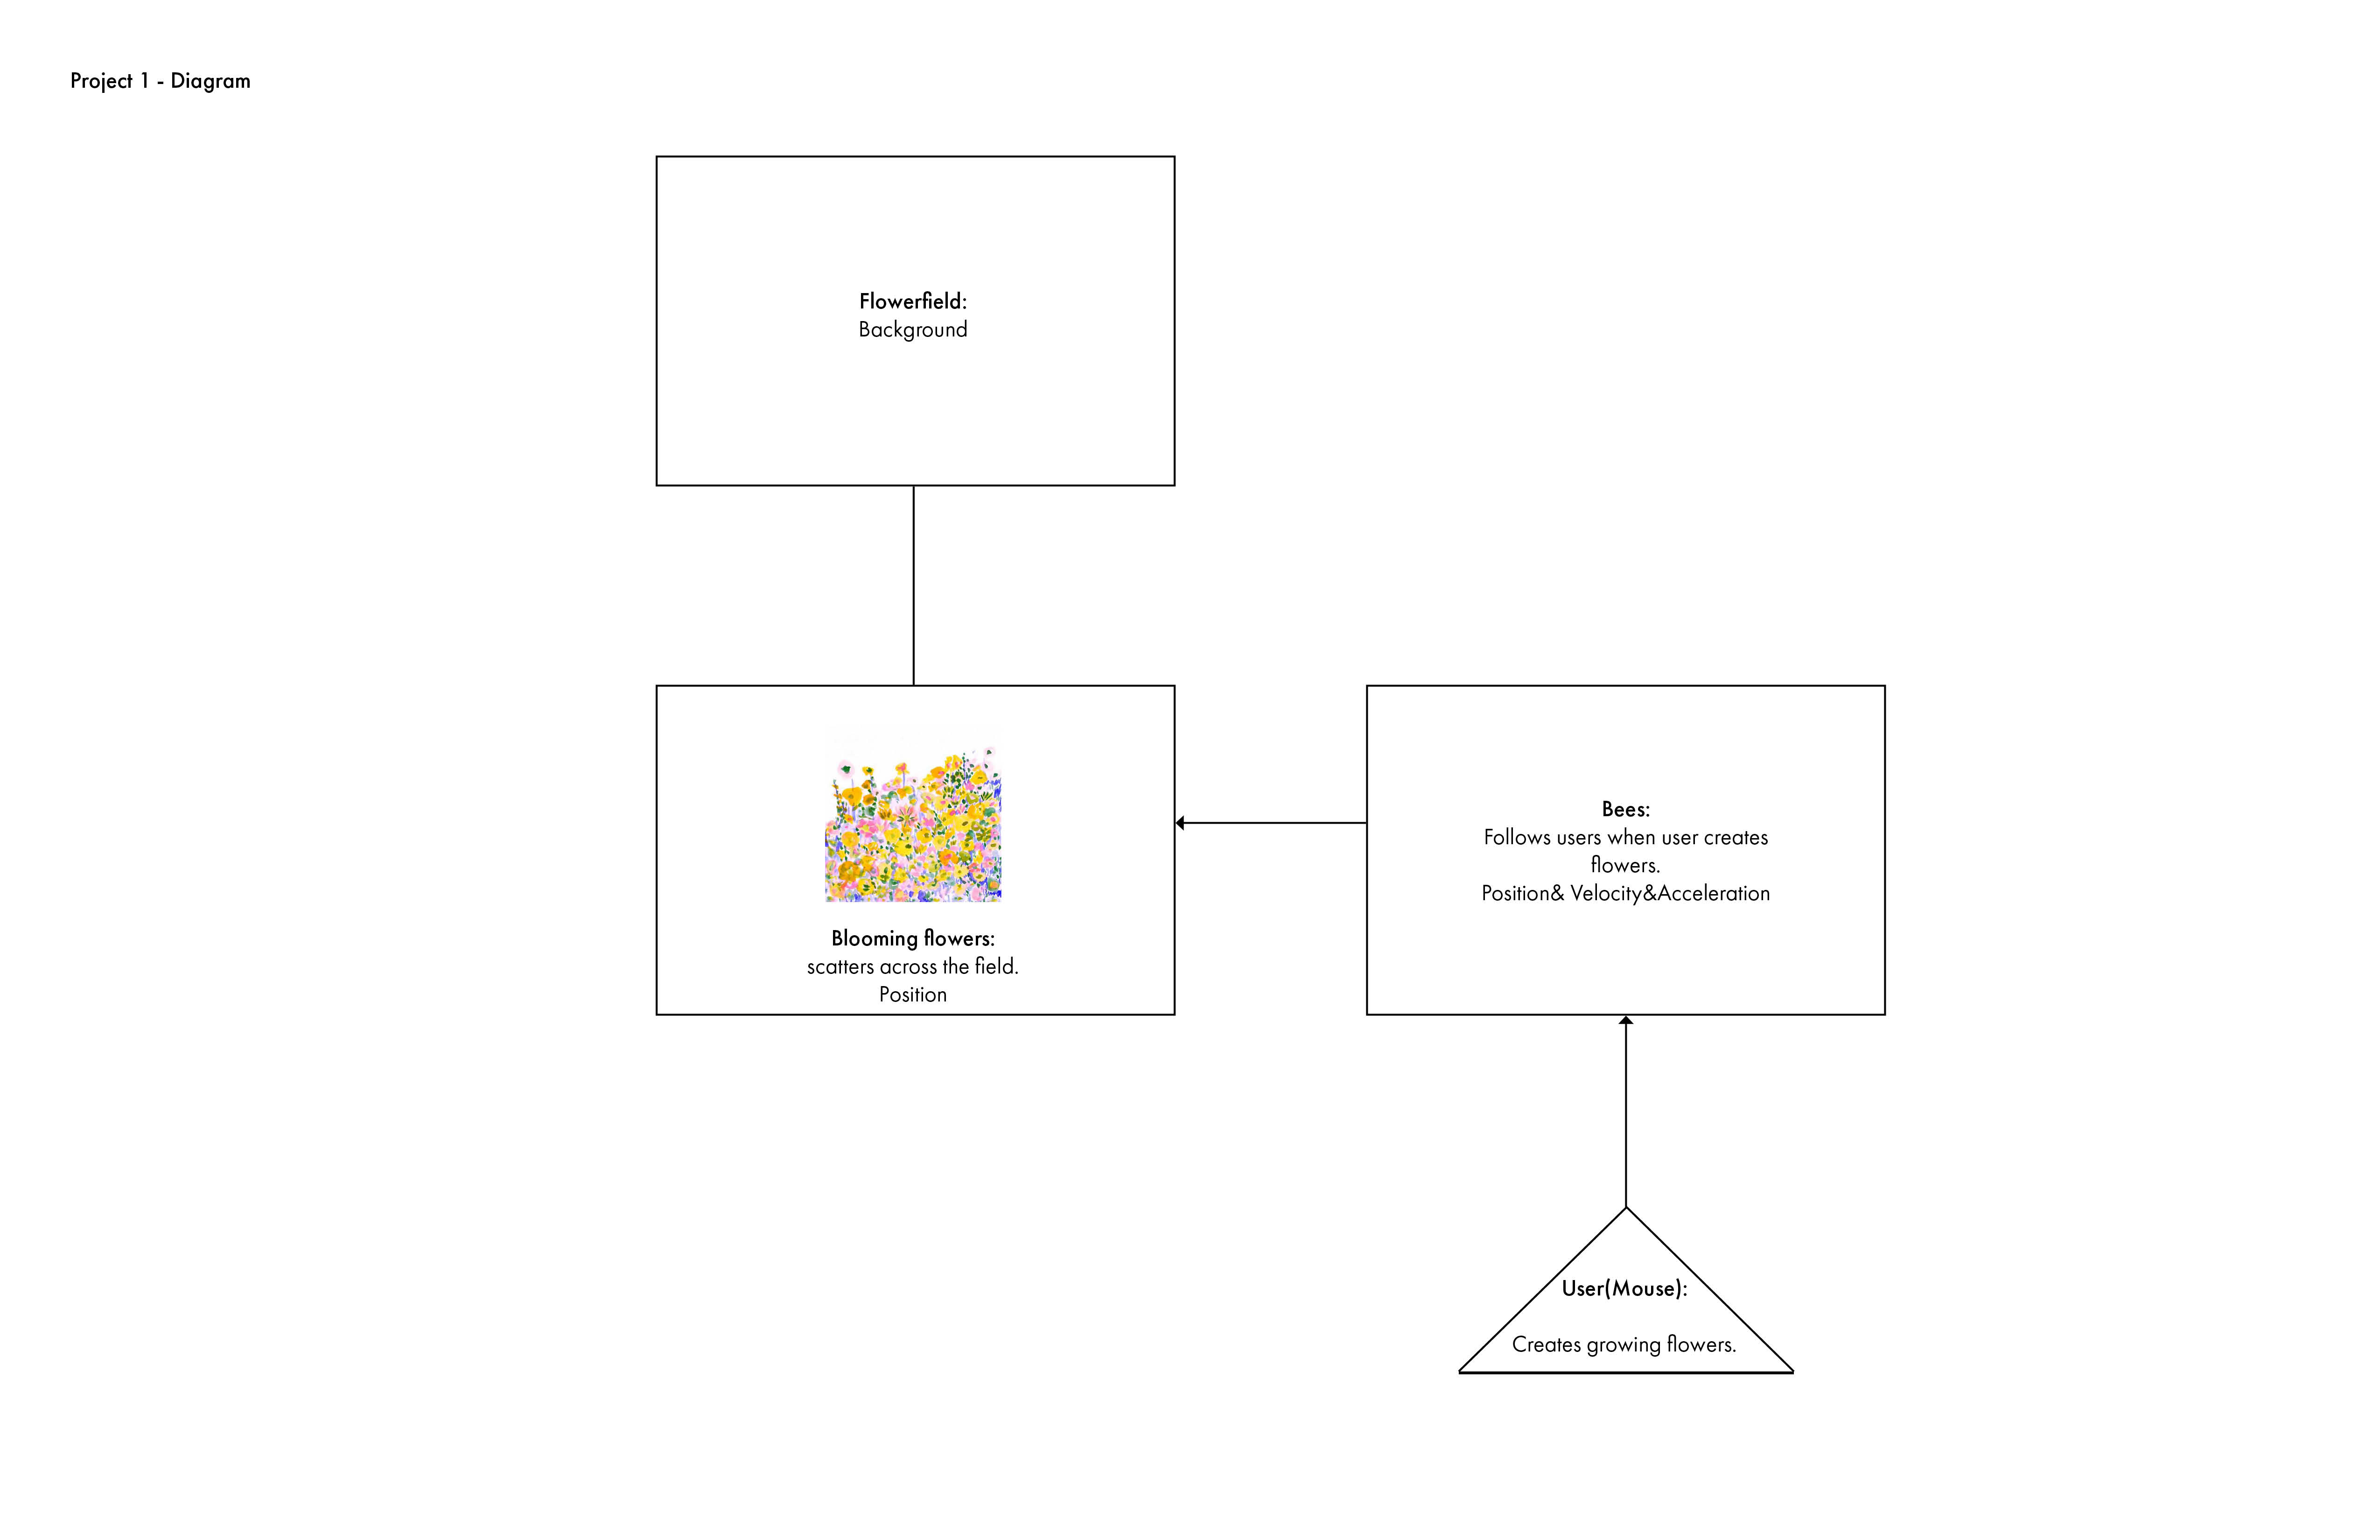 Project 1 - Diagram
Flowerfield:
Background
Blooming flowers:
scatters across the field.
Position
Bees:
Follows users when user creates
flowers.
Position& Velocity&Acceleration
User(Mouse):
Creates growing flowers.